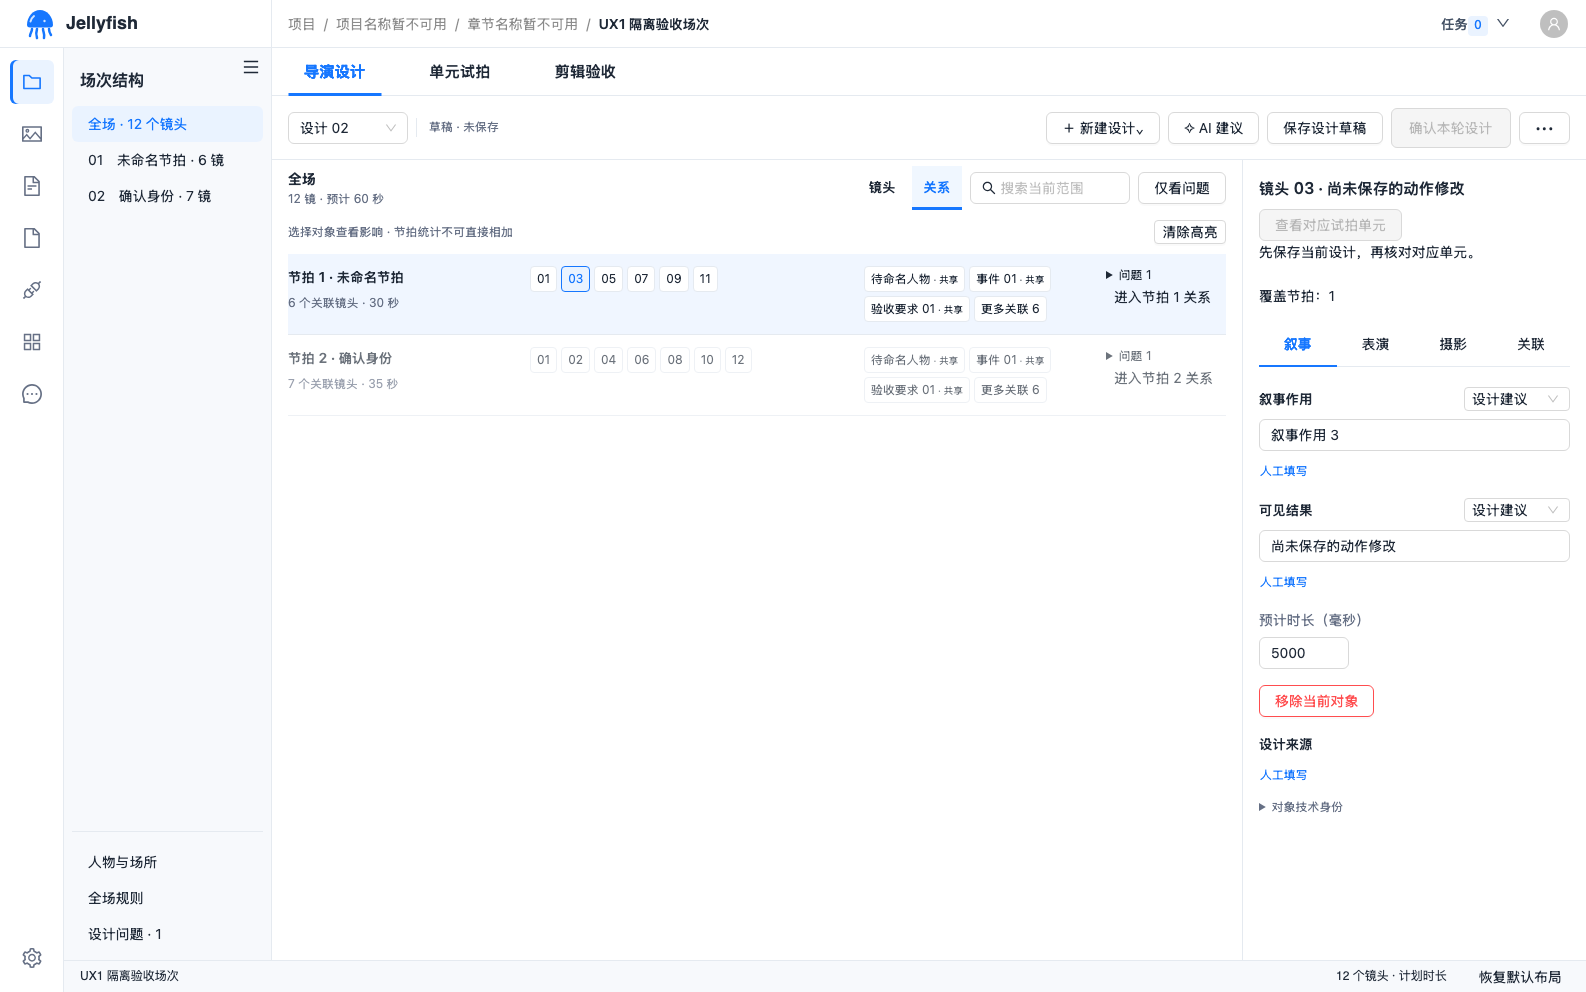 Jellyfish
项目 / 项目名称暂不可用 / 章节名称暂不可用 / UX1 隔离验收场次
任务 0
场次结构
全场 · 12 个镜头
01 未命名节拍 · 6 镜
02 确认身份 · 7 镜
人物与场所
全场规则
设计问题 · 1
导演设计 单元试拍 剪辑验收
设计 02
草稿 · 未保存
+ 新建设计
AI 建议
保存设计草稿
确认本轮设计
···
全场
12 镜 · 预计 60 秒
镜头 关系
搜索当前范围
仅看问题
选择对象查看影响 · 节拍统计不可直接相加
清除高亮
节拍 1 · 未命名节拍
6 个关联镜头 · 30 秒
01 03 05 07 09 11
待命名人物 · 共享 事件 01 · 共享
验收要求 01 · 共享 更多关联 6
问题 1
进入节拍 1 关系
节拍 2 · 确认身份
7 个关联镜头 · 35 秒
01 02 04 06 08 10 12
待命名人物 · 共享 事件 01 · 共享
验收要求 01 · 共享 更多关联 6
问题 1
进入节拍 2 关系
镜头 03 · 尚未保存的动作修改
查看对应试拍单元
先保存当前设计，再核对对应单元。
覆盖节拍：1
叙事 表演 摄影 关联
叙事作用 设计建议
叙事作用 3
人工填写
可见结果 设计建议
尚未保存的动作修改
人工填写
预计时长（毫秒）
5000
移除当前对象
设计来源
人工填写
对象技术身份
UX1 隔离验收场次
12 个镜头 · 计划时长
恢复默认布局